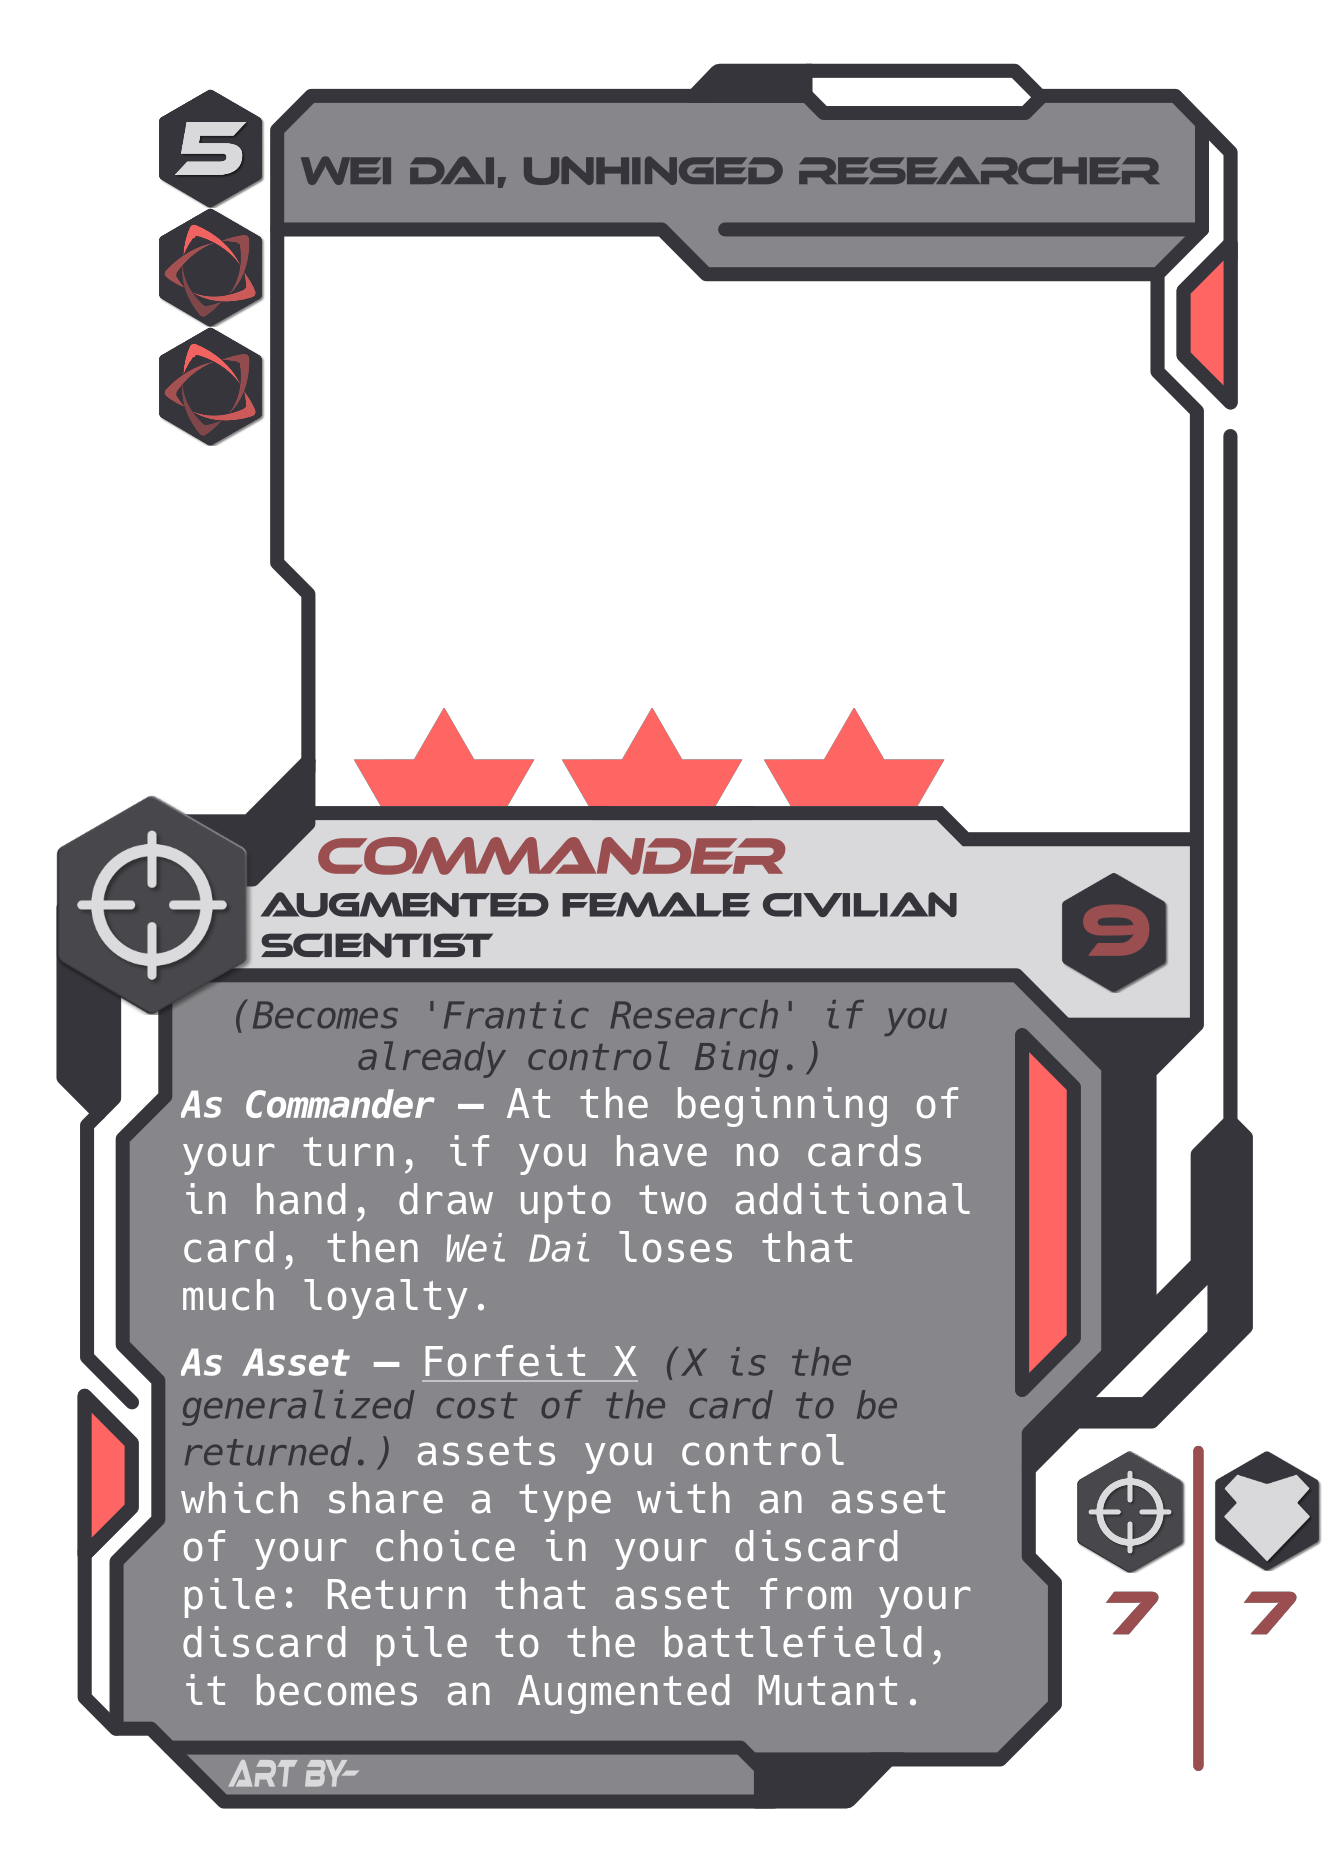 5
WEI DAI, UNHINGED RESEARCHER
COMMANDER
AUGMENTED FEMALE CIVILIAN
SCIENTIST
9
(Becomes 'Frantic Research' if you
already control Bing.)
As Commander — At the beginning of
your turn, if you have no cards
in hand, draw upto two additional
card, then Wei Dai loses that
much loyalty.
As Asset — Forfeit X (X is the
generalized cost of the card to be
returned.) assets you control
which share a type with an asset
of your choice in your discard
pile: Return that asset from your
discard pile to the battlefield,
it becomes an Augmented Mutant.
7 7
ART BY-